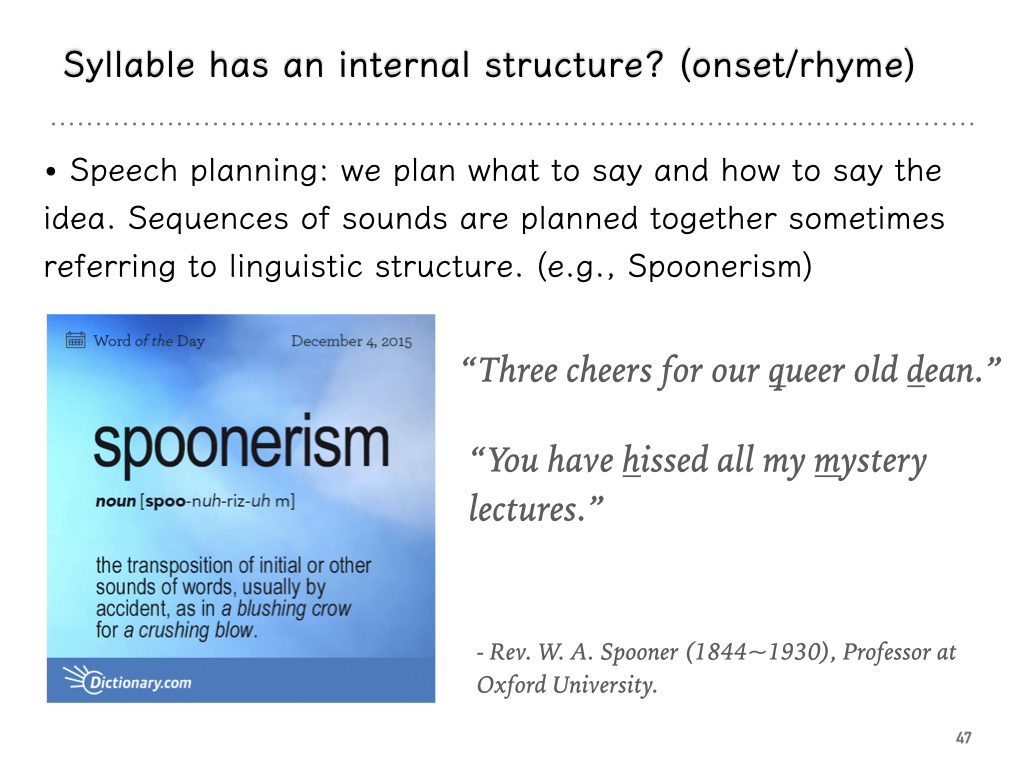 Syllable has an internal structure? (onset/rhyme)
• Speech planning: we plan what to say and how to say the
idea. Sequences of sounds are planned together sometimes
referring to linguistic structure. (e.g., Spoonerism)
Word of the Day December 4, 2015
spoonerism
noun [spoo-nuh-riz-uh m]
the transposition of initial or other
sounds of words, usually by
accident, as in a blushing crow
for a crushing blow.
Dictionary.com
“Three cheers for our queer old dean.”
“You have hissed all my mystery
lectures.”
- Rev. W. A. Spooner (1844~1930), Professor at
Oxford University.
47